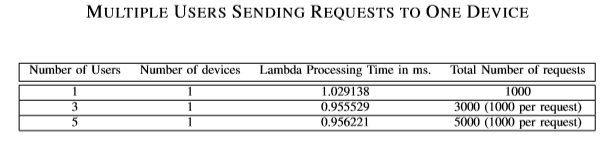 MULTIPLE USERS SENDING REQUESTS TO ONE DEVICE
Number of Users Number of devices Lambda Processing Time in ms. Total Number of requests
1 1 1.029138 1000
3 1 0.955529 3000 (1000 per request)
5 1 0.956221 5000 (1000 per request)